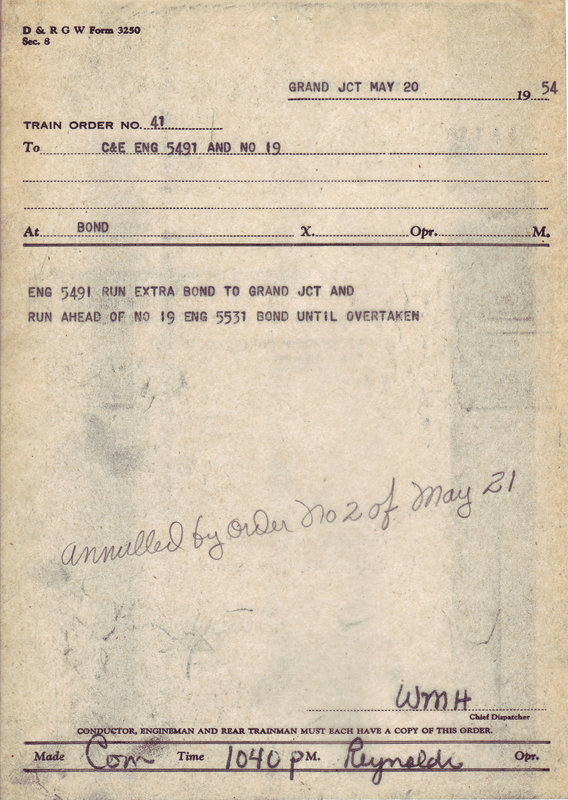 D & R G W Form 3250
Sec. 8
GRAND JCT MAY 20 1954
TRAIN ORDER NO. 41
To C&E ENG 5491 AND NO 19
At BOND X. Opr. M.
ENG 5491 RUN EXTRA BOND TO GRAND JCT AND
RUN AHEAD OF NO 19 ENG 5531 BOND UNTIL OVERTAKEN
annulled by order No 2 of May 21
WMH
Chief Dispatcher
CONDUCTOR, ENGINEMAN AND REAR TRAINMAN MUST EACH HAVE A COPY OF THIS ORDER.
Made Com Time 1040 P M. Reynolds Opr.